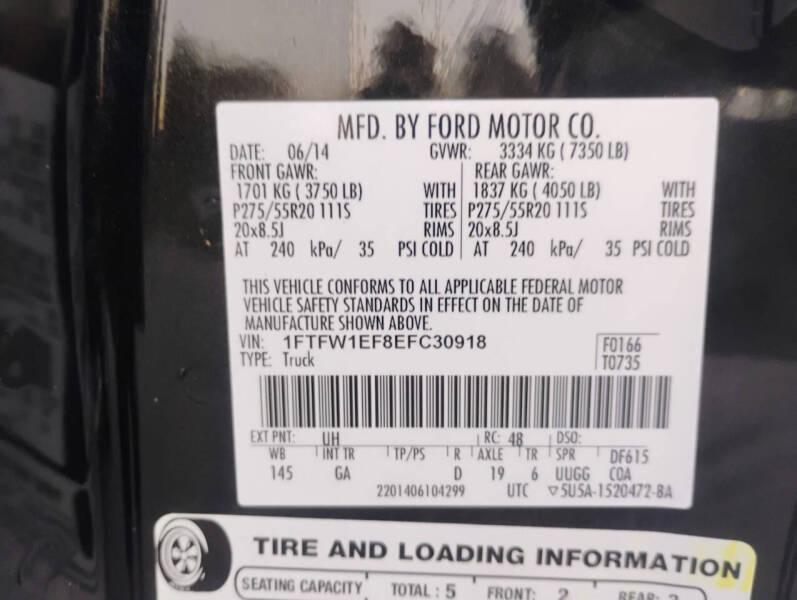 MFD. BY FORD MOTOR CO.
DATE: 06/14 GVWR: 3334 KG ( 7350 LB)
FRONT GAWR: REAR GAWR:
1701 KG ( 3750 LB) WITH 1837 KG ( 4050 LB) WITH
P275/55R20 111S TIRES P275/55R20 111S TIRES
20x8.5J RIMS 20x8.5J RIMS
AT 240 kPa/ 35 PSI COLD AT 240 kPa/ 35 PSI COLD
THIS VEHICLE CONFORMS TO ALL APPLICABLE FEDERAL MOTOR
VEHICLE SAFETY STANDARDS IN EFFECT ON THE DATE OF
MANUFACTURE SHOWN ABOVE.
VIN: 1FTFW1EF8EFC30918 F0166
TYPE: Truck T0735
EXT PNT: UH RC: 48 DSO:
WB INT TR TP/PS R AXLE TR SPR DF615
145 GA D 19 6 UUGG COA
2201406104299 UTC ▽5U5A-1520472-BA
TIRE AND LOADING INFORMATION
SEATING CAPACITY TOTAL : 5 FRONT: 2 REAR: